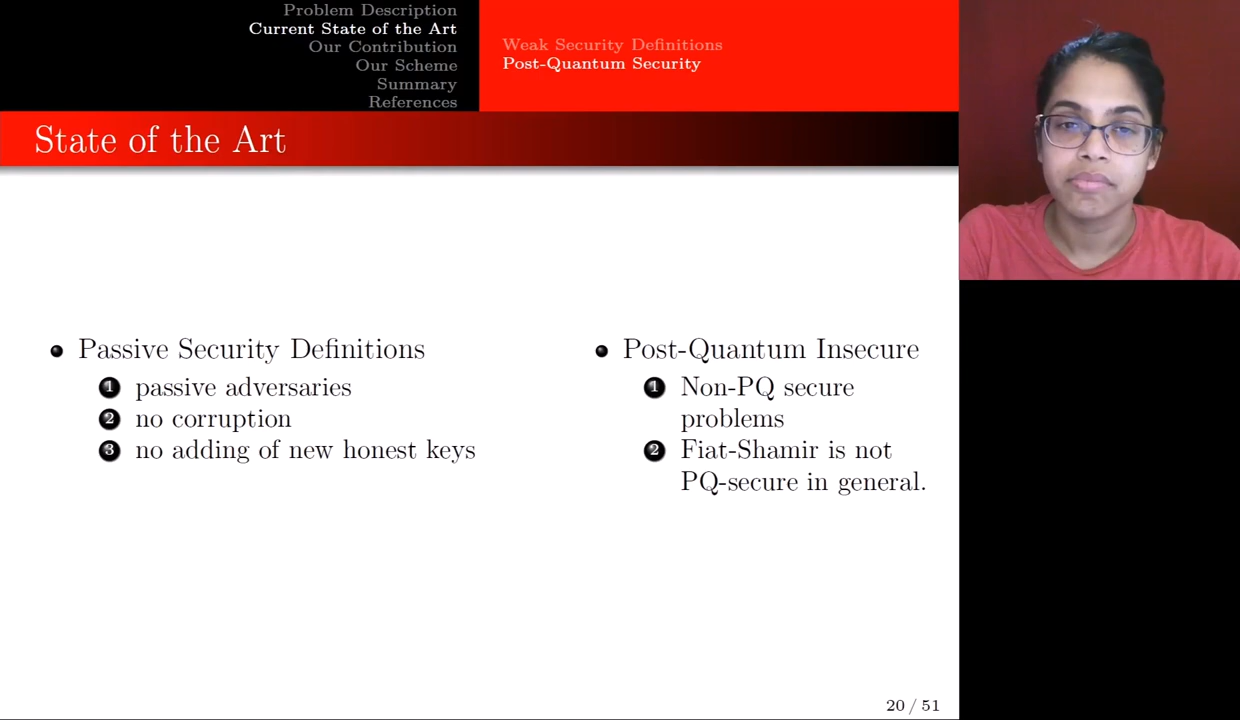 Problem Description
Current State of the Art
Our Contribution
Our Scheme
Summary
References
Weak Security Definitions
Post-Quantum Security
State of the Art
Passive Security Definitions
1 passive adversaries
2 no corruption
3 no adding of new honest keys
Post-Quantum Insecure
1 Non-PQ secure
problems
2 Fiat-Shamir is not
PQ-secure in general.
20 / 51